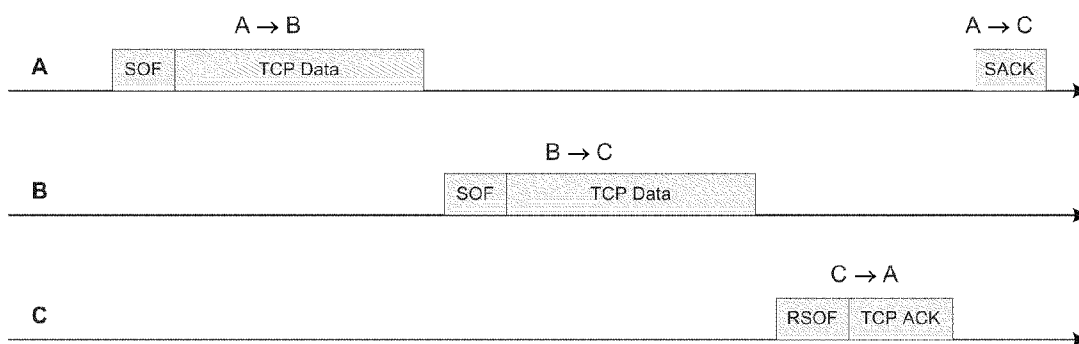 A → B
A → C
A
SOF
TCP Data
SACK
B → C
B
SOF
TCP Data
C → A
C
RSOF
TCP ACK